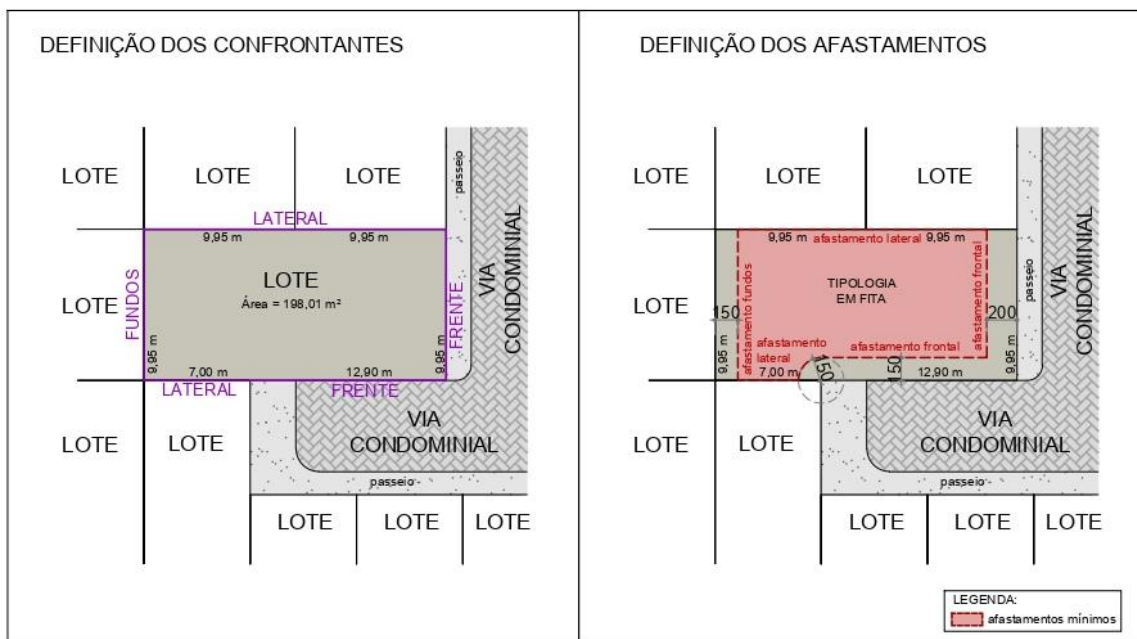 DEFINIÇÃO DOS CONFRONTANTES
LOTE
LOTE
LOTE
passeio
LATERAL
9,95 m
9,95 m
LOTE
Área = 198,01 m²
LOTE
FUNDOS
FRENTE
VIA
CONDOMINIAL
9,95 m
9,95 m
7,00 m
12,90 m
LATERAL
FRENTE
LOTE
LOTE
VIA
CONDOMINIAL
passeio
LOTE
LOTE
LOTE
DEFINIÇÃO DOS AFASTAMENTOS
LOTE
LOTE
LOTE
passeio
9,95 m
afastamento lateral
9,95 m
TIPOLOGIA
EM FITA
LOTE
afastamento fundos
afastamento frontal
VIA
CONDOMINIAL
150
200
afastamento
lateral
afastamento frontal
9,95 m
9,95 m
7,00 m
150
150
12,90 m
LOTE
LOTE
VIA
CONDOMINIAL
passeio
LOTE
LOTE
LOTE
LEGENDA:
afastamentos mínimos